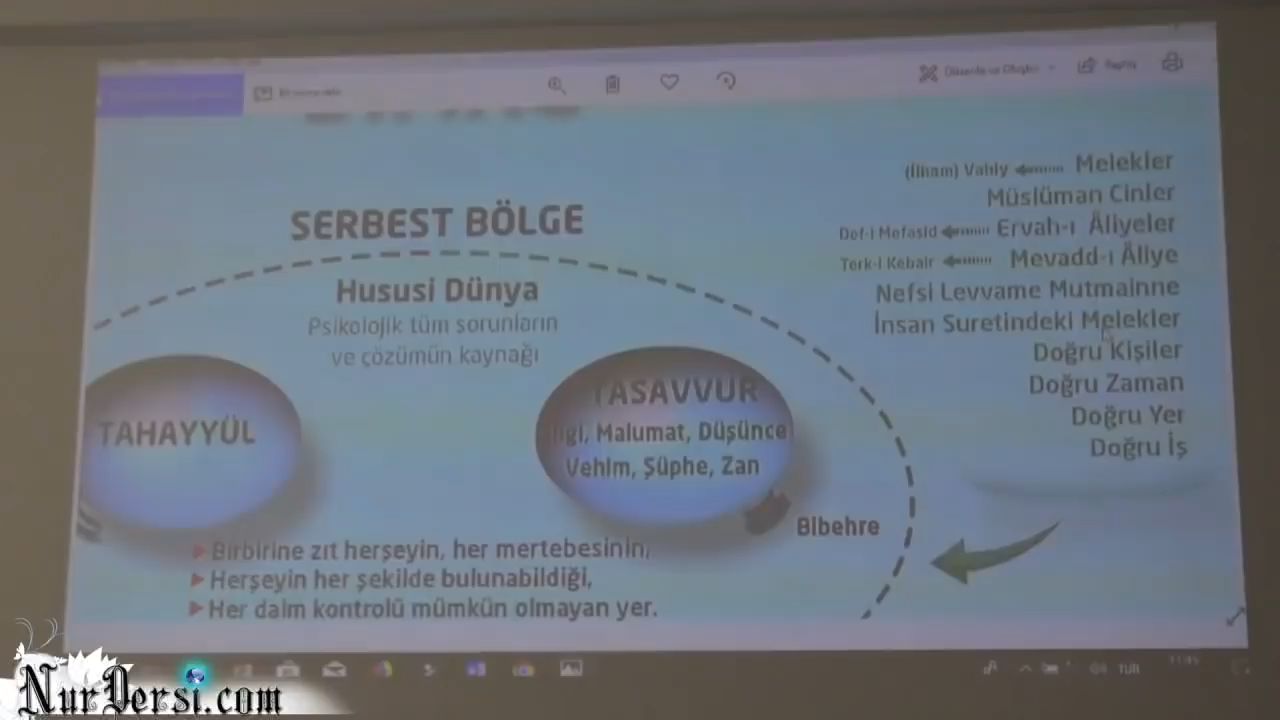 Paylaş
(İlham) Vahiy Melekler
Müslüman Cinler
Def-i Mefasid Ervah-ı Âliyeler
Terk-i Kebair Mevadd-ı Âliye
Nefsi Levvame Mutmainne
İnsan Suretindeki Melekler
Doğru Kişiler
Doğru Zaman
Doğru Yer
Doğru İş
SERBEST BÖLGE
Hususi Dünya
Psikolojik tüm sorunların
ve çözümün kaynağı
TAHAYYÜL
TASAVVUR
Malumat, Düşünce
Vehim, Şüphe, Zan
Bibehre
Birbirine zıt herşeyin, her mertebesinin,
Herşeyin her şekilde bulunabildiği,
Her daim kontrolü mümkün olmayan yer.
TUR
NurDersi.com